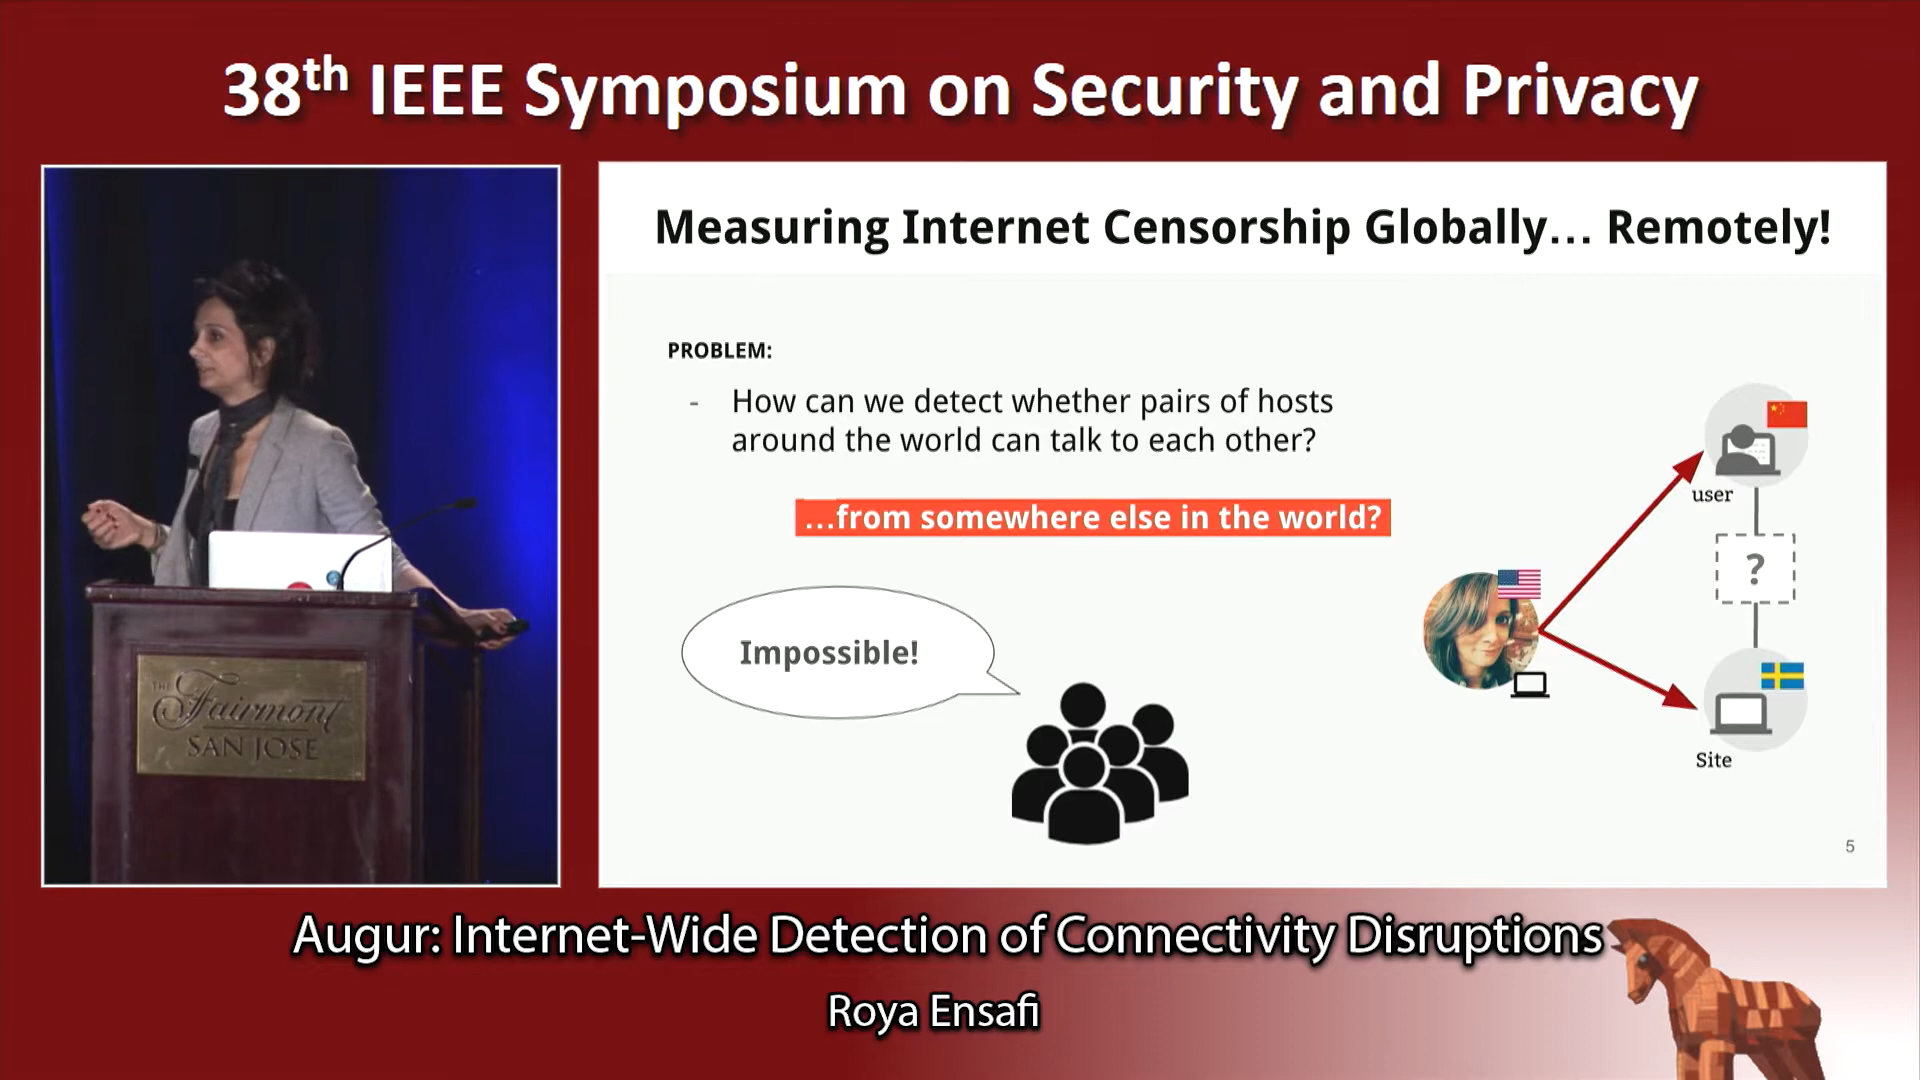 38th IEEE Symposium on Security and Privacy
Measuring Internet Censorship Globally... Remotely!
PROBLEM:
- How can we detect whether pairs of hosts
around the world can talk to each other?
...from somewhere else in the world?
Impossible!
user
?
Site
5
THE
Fairmont
SAN JOSE
Augur: Internet-Wide Detection of Connectivity Disruptions
Roya Ensafi